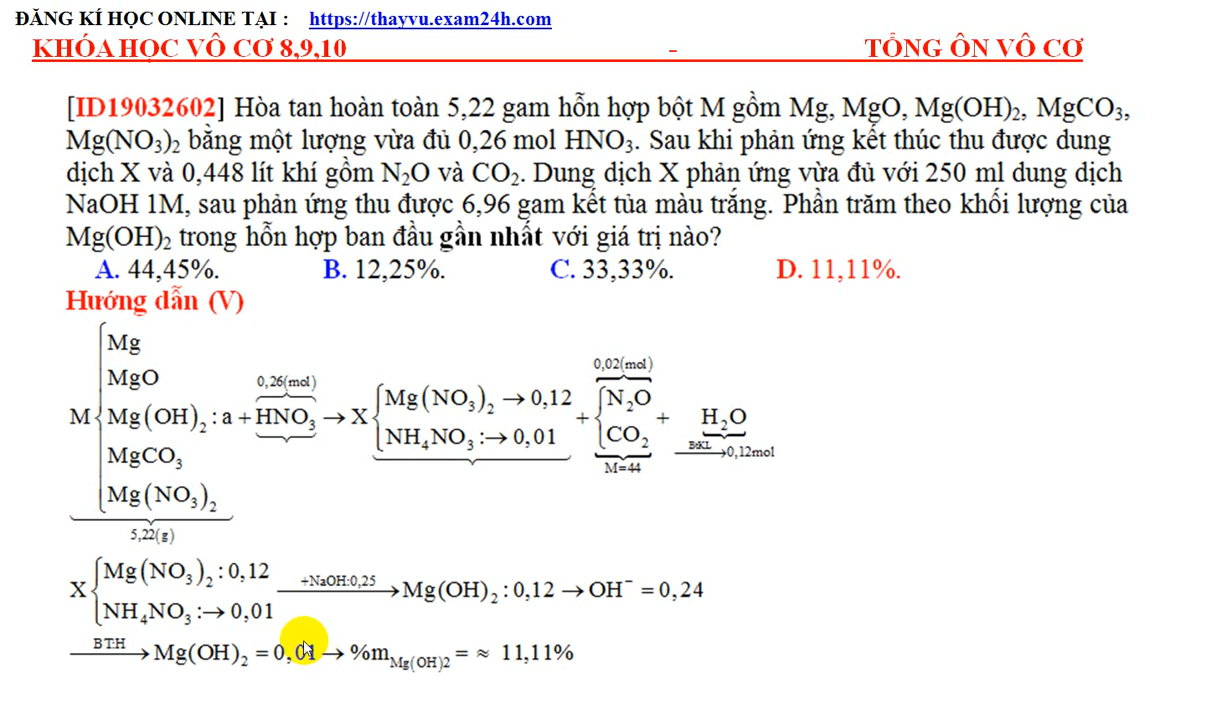 ĐĂNG KÍ HỌC ONLINE TẠI : https://thayvu.exam24h.com
KHÓA HỌC VÔ CƠ 8,9,10 - TỔNG ÔN VÔ CƠ
[ID19032602] Hòa tan hoàn toàn 5,22 gam hỗn hợp bột M gồm Mg, MgO, Mg(OH)₂, MgCO₃,
Mg(NO₃)₂ bằng một lượng vừa đủ 0,26 mol HNO₃. Sau khi phản ứng kết thúc thu được dung
dịch X và 0,448 lít khí gồm N₂O và CO₂. Dung dịch X phản ứng vừa đủ với 250 ml dung dịch
NaOH 1M, sau phản ứng thu được 6,96 gam kết tủa màu trắng. Phần trăm theo khối lượng của
Mg(OH)₂ trong hỗn hợp ban đầu gần nhất với giá trị nào?
A. 44,45%. B. 12,25%. C. 33,33%. D. 11,11%.
Hướng dẫn (V)
Mg
MgO
M Mg(OH)₂ : a + HNO₃ → X
MgCO₃
Mg(NO₃)₂
5,22(g)
0,26(mol)
Mg(NO₃)₂ → 0,12
NH₄NO₃ :→ 0,01
+
0,02(mol)
N₂O
CO₂
M=44
+ H₂O
BtKL→0,12mol
X Mg(NO₃)₂ : 0,12
NH₄NO₃ :→ 0,01
+NaOH:0,25→ Mg(OH)₂ : 0,12 → OH⁻ = 0,24
BT:H→ Mg(OH)₂ = 0,01 → %m Mg(OH)2 = ≈ 11,11%